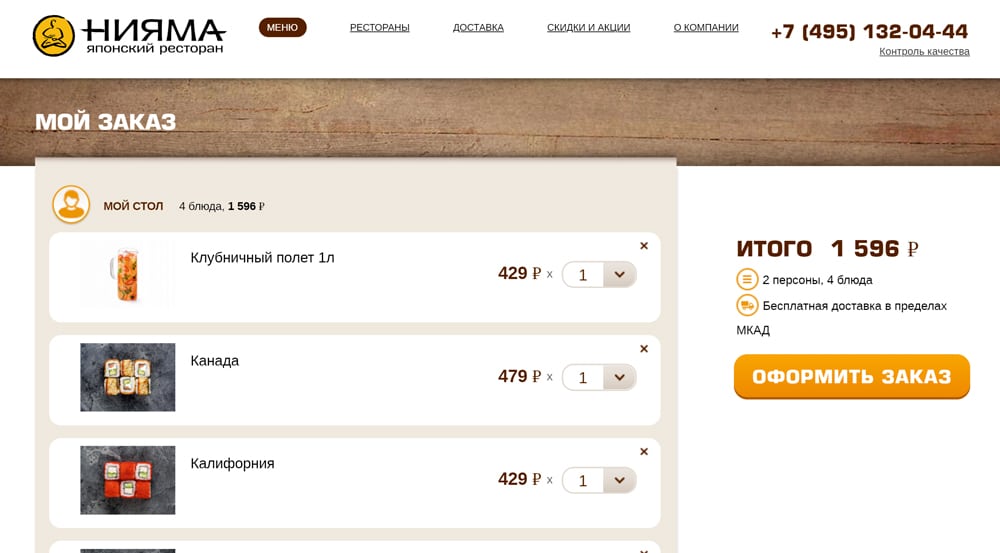 НИЯМА
японский ресторан
МЕНЮ
РЕСТОРАНЫ
ДОСТАВКА
СКИДКИ И АКЦИИ
О КОМПАНИИ
+7 (495) 132-04-44
Контроль качества
МОЙ ЗАКАЗ
МОЙ СТОЛ 4 блюда, 1 596 ₽
Клубничный полет 1л
429 ₽ x 1
Канада
479 ₽ x 1
Калифорния
429 ₽ x 1
ИТОГО 1 596 ₽
2 персоны, 4 блюда
Бесплатная доставка в пределах
МКАД
ОФОРМИТЬ ЗАКАЗ